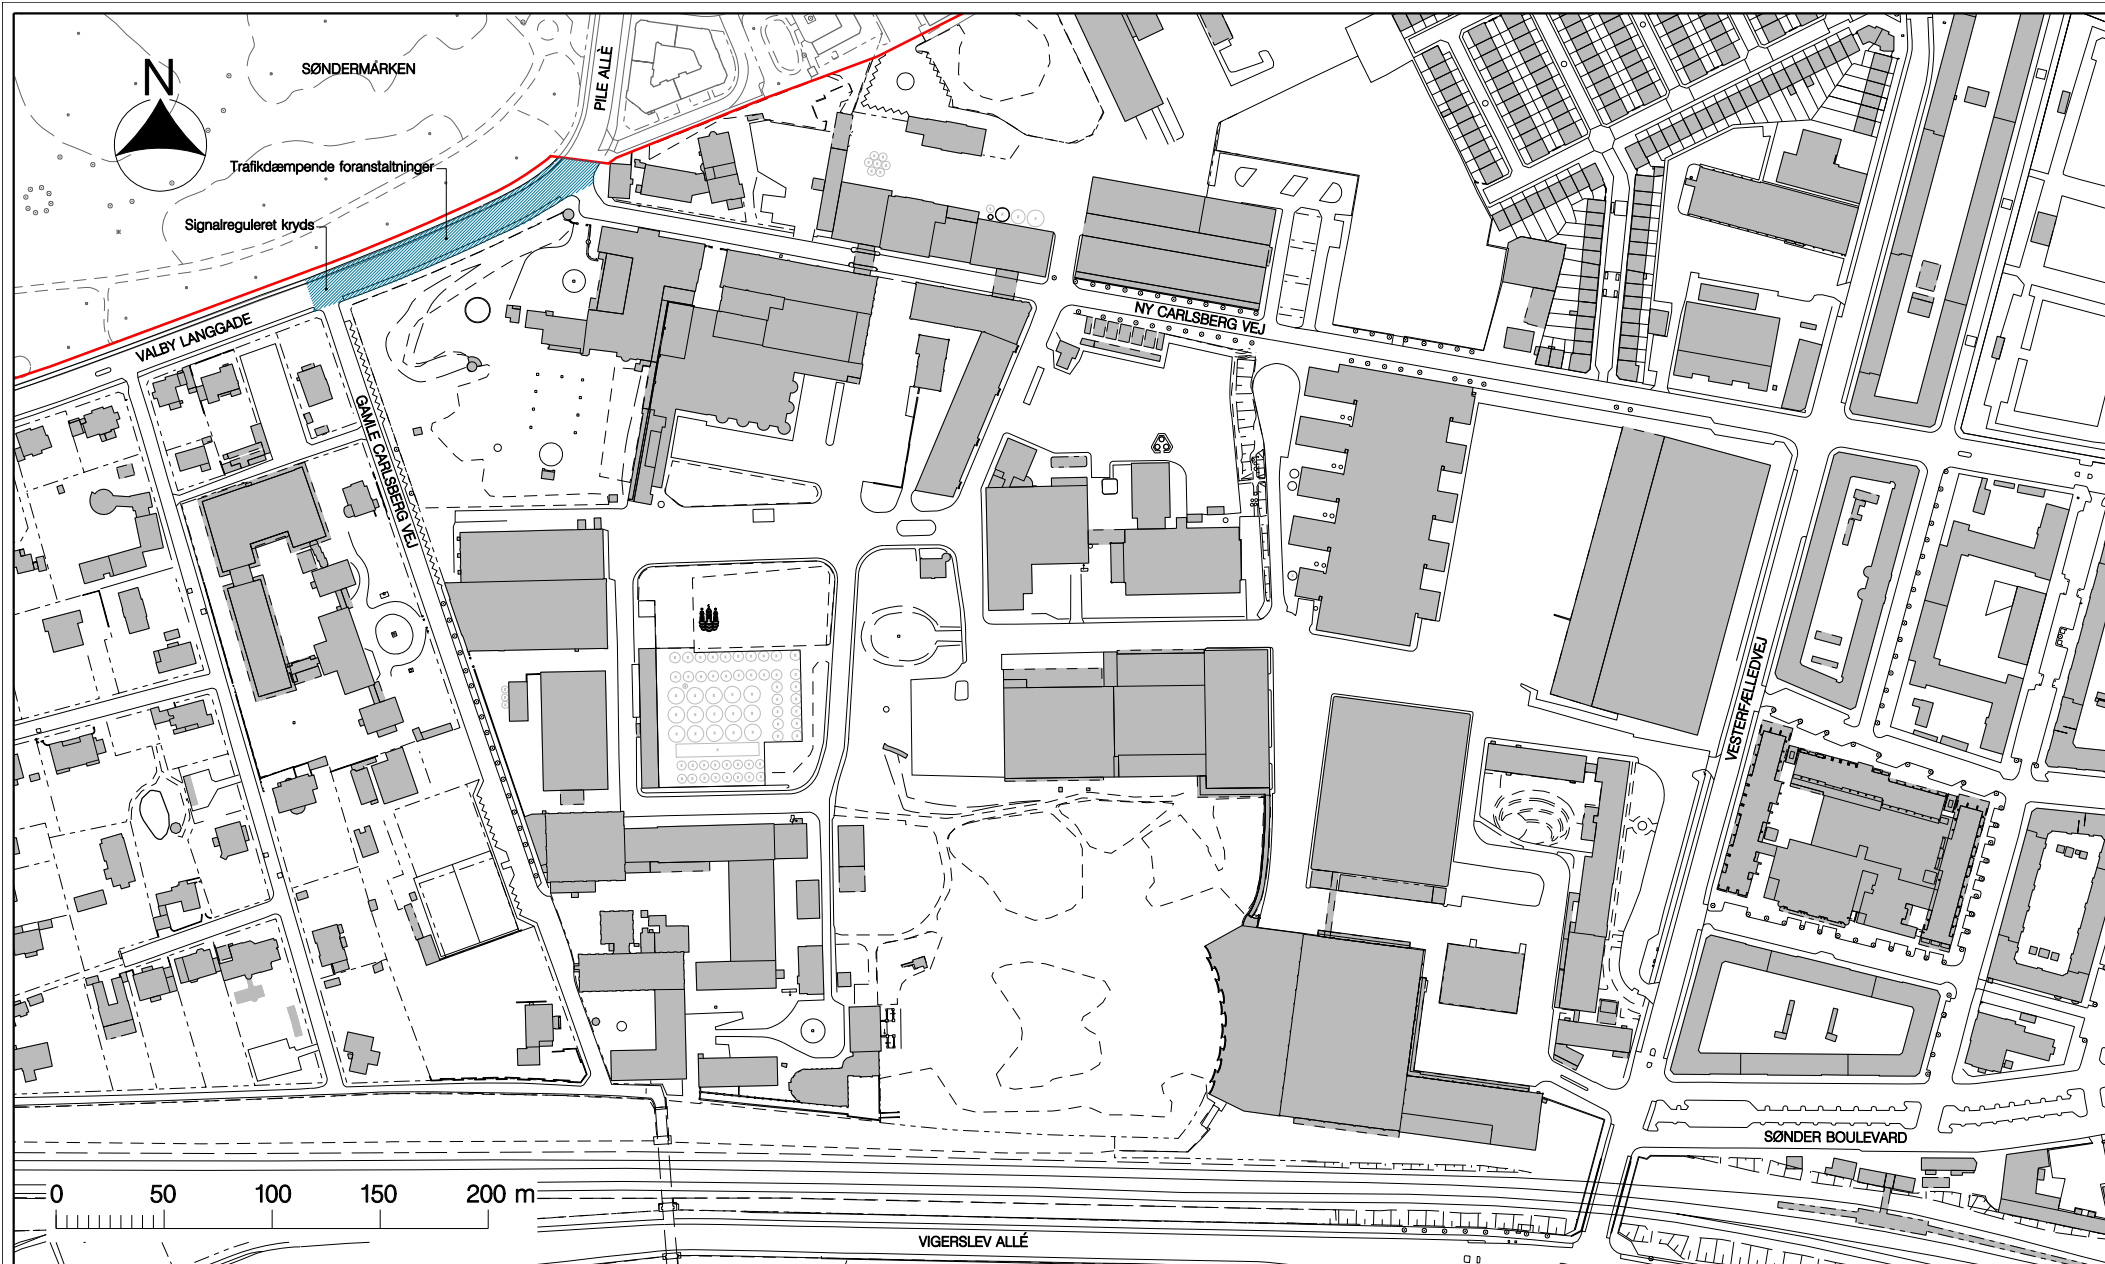 N
SØNDERMARKEN
PILE ALLÈ
Trafikdæmpende foranstaltninger
Signalreguleret kryds
VALBY LANGGADE
NY CARLSBERG VEJ
GAMLE CARLSBERG VEJ
VESTERFÆLLEDVEJ
SØNDER BOULEVARD
0 50 100 150 200 m
VIGERSLEV ALLÉ